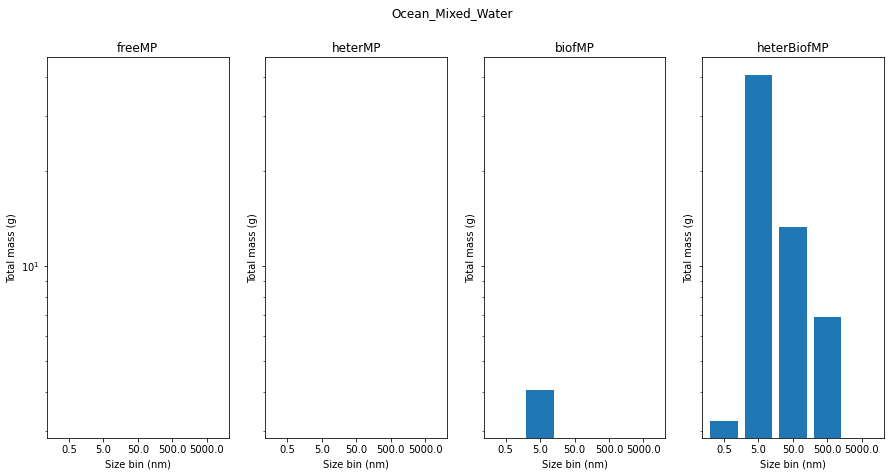 Ocean_Mixed_Water
freeMP
heterMP
biofMP
heterBiofMP
Total mass (g)
10¹
0.5 5.0 50.0 500.0 5000.0
Size bin (nm)
Total mass (g)
0.5 5.0 50.0 500.0 5000.0
Size bin (nm)
Total mass (g)
0.5 5.0 50.0 500.0 5000.0
Size bin (nm)
Total mass (g)
0.5 5.0 50.0 500.0 5000.0
Size bin (nm)